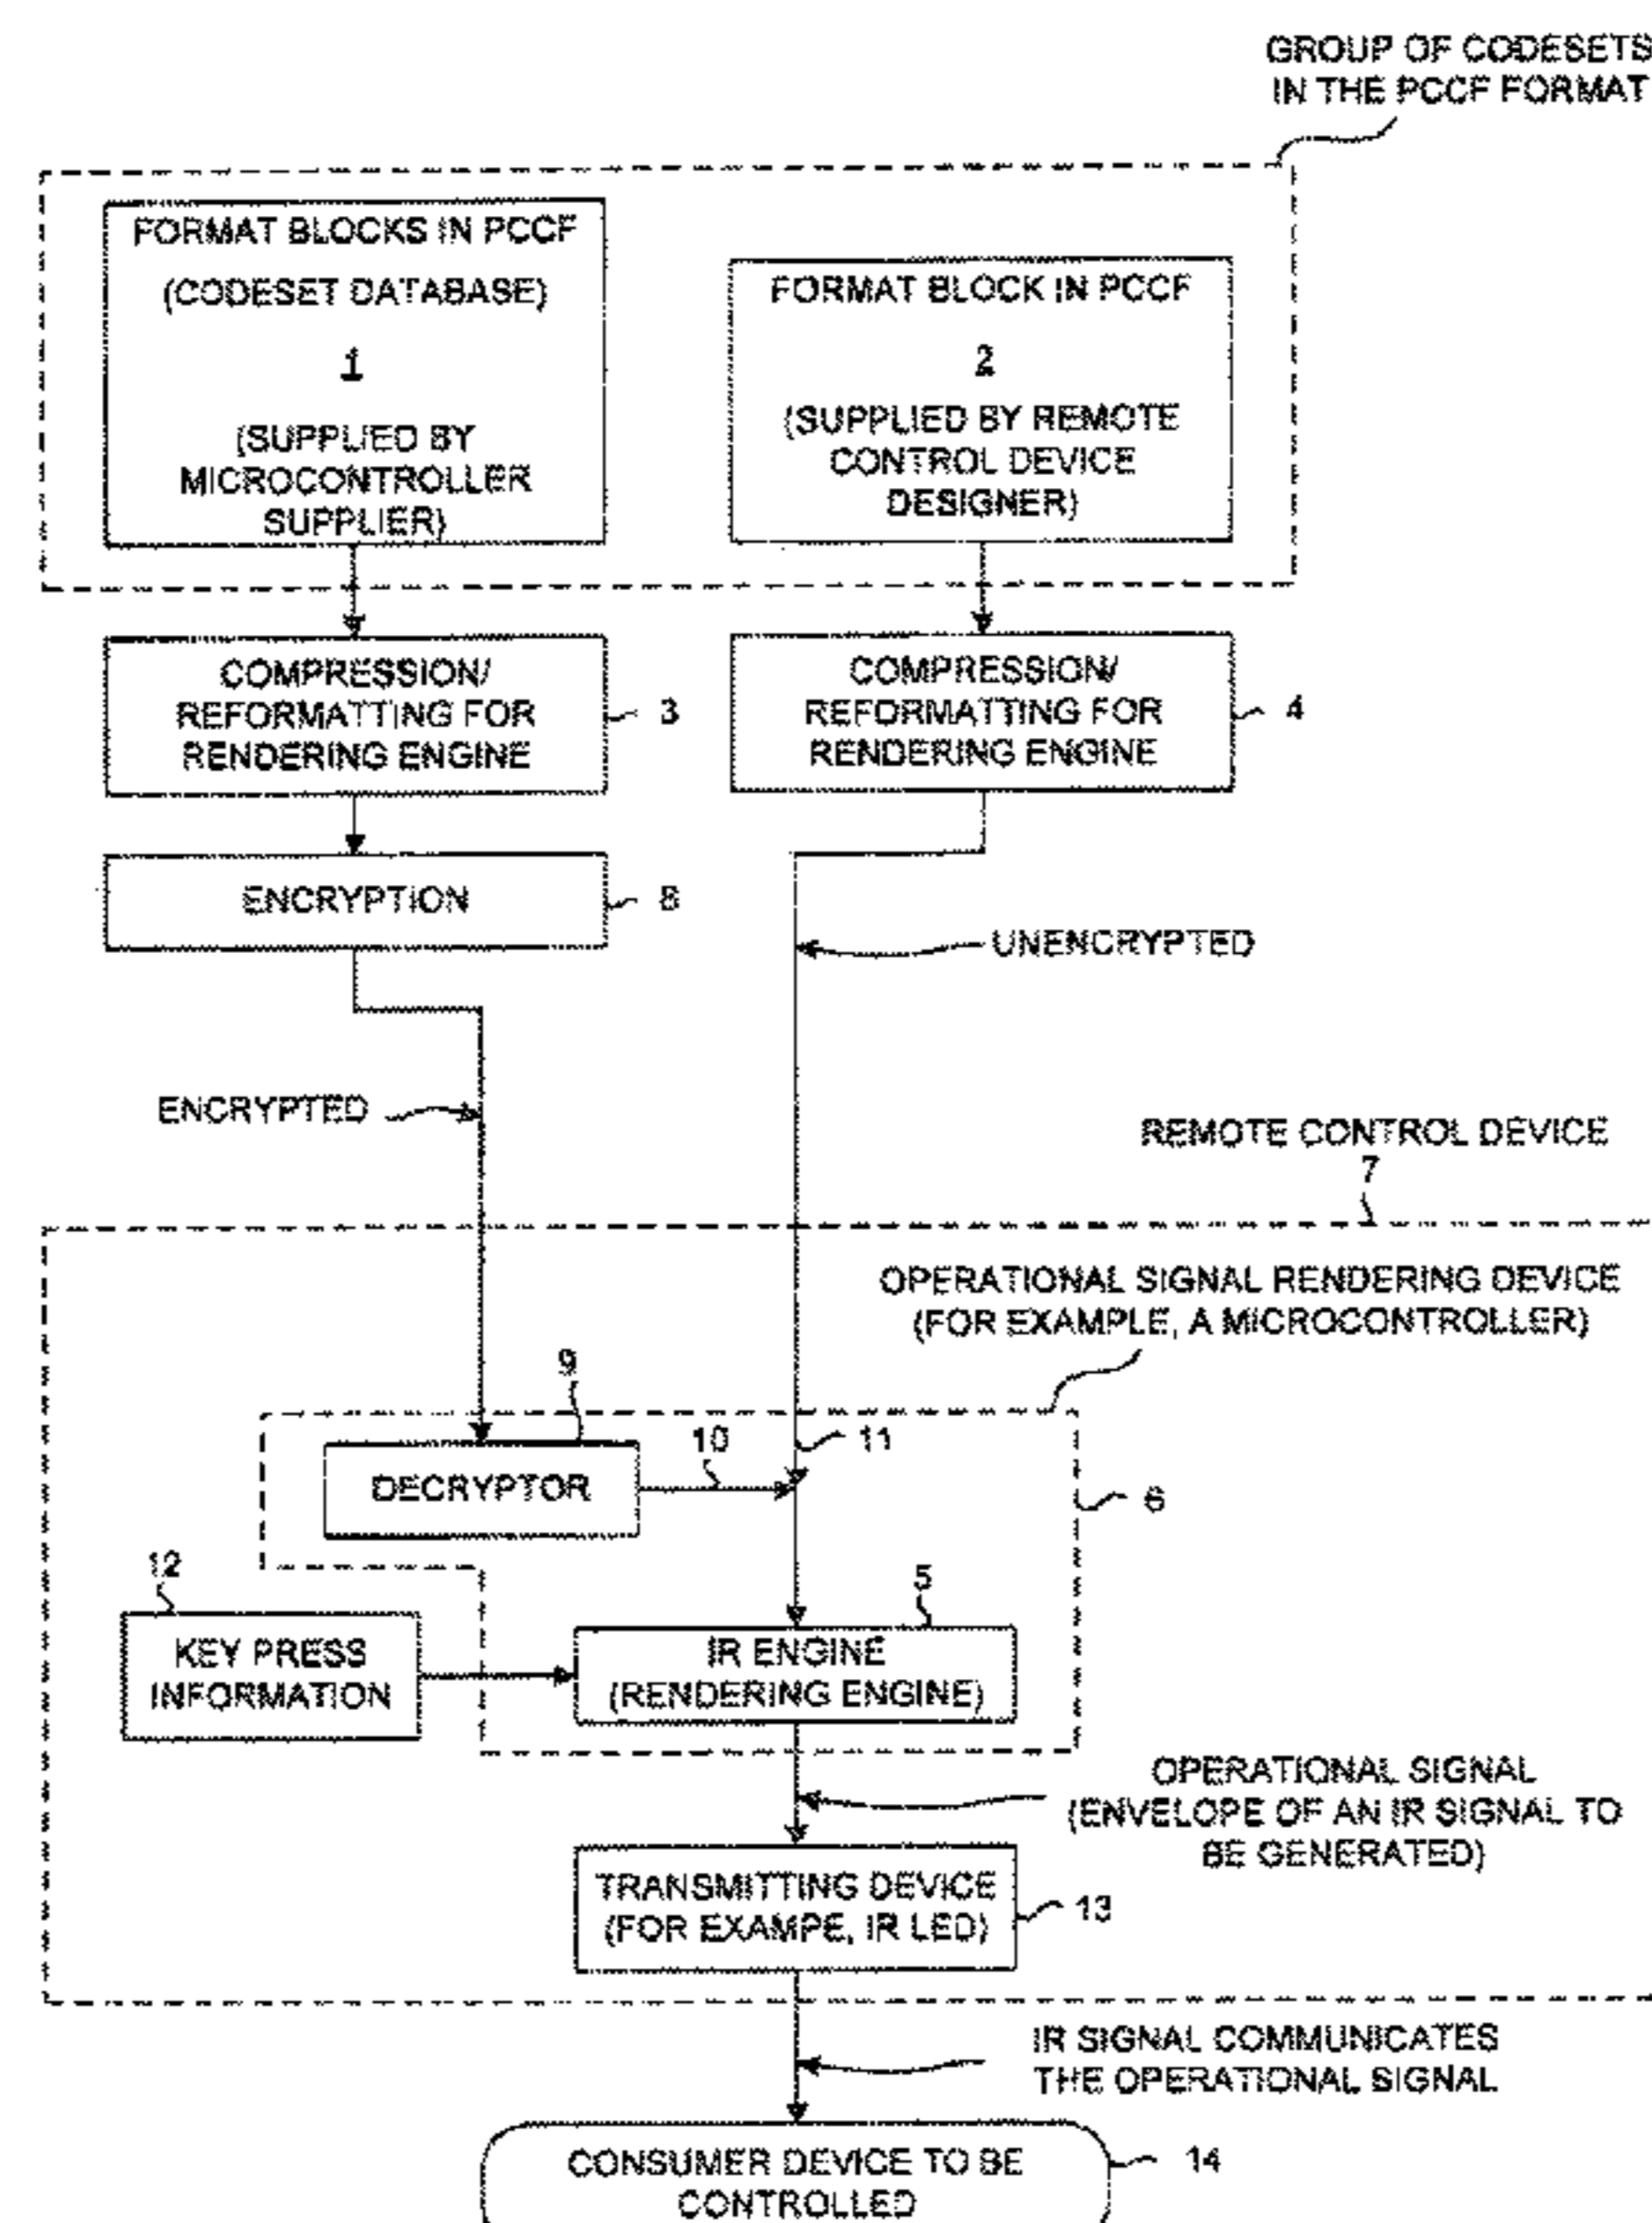 GROUP OF CODESETS
IN THE PCCF FORMAT
FORMAT BLOCKS IN PCCF
(CODESET DATABASE)
1
(SUPPLIED BY
MICROCONTROLLER
SUPPLIER)
FORMAT BLOCK IN PCCF
2
(SUPPLIED BY REMOTE
CONTROL DEVICE
DESIGNER)
COMPRESSION/
REFORMATTING FOR
RENDERING ENGINE
3
COMPRESSION/
REFORMATTING FOR
RENDERING ENGINE
4
ENCRYPTION
8
UNENCRYPTED
ENCRYPTED
REMOTE CONTROL DEVICE
7
OPERATIONAL SIGNAL RENDERING DEVICE
(FOR EXAMPLE, A MICROCONTROLLER)
9
10
11
DECRYPTOR
6
12
5
KEY PRESS
INFORMATION
IR ENGINE
(RENDERING ENGINE)
OPERATIONAL SIGNAL
(ENVELOPE OF AN IR SIGNAL TO
BE GENERATED)
TRANSMITTING DEVICE
(FOR EXAMPE, IR LED)
13
IR SIGNAL COMMUNICATES
THE OPERATIONAL SIGNAL
CONSUMER DEVICE TO BE
CONTROLLED
14